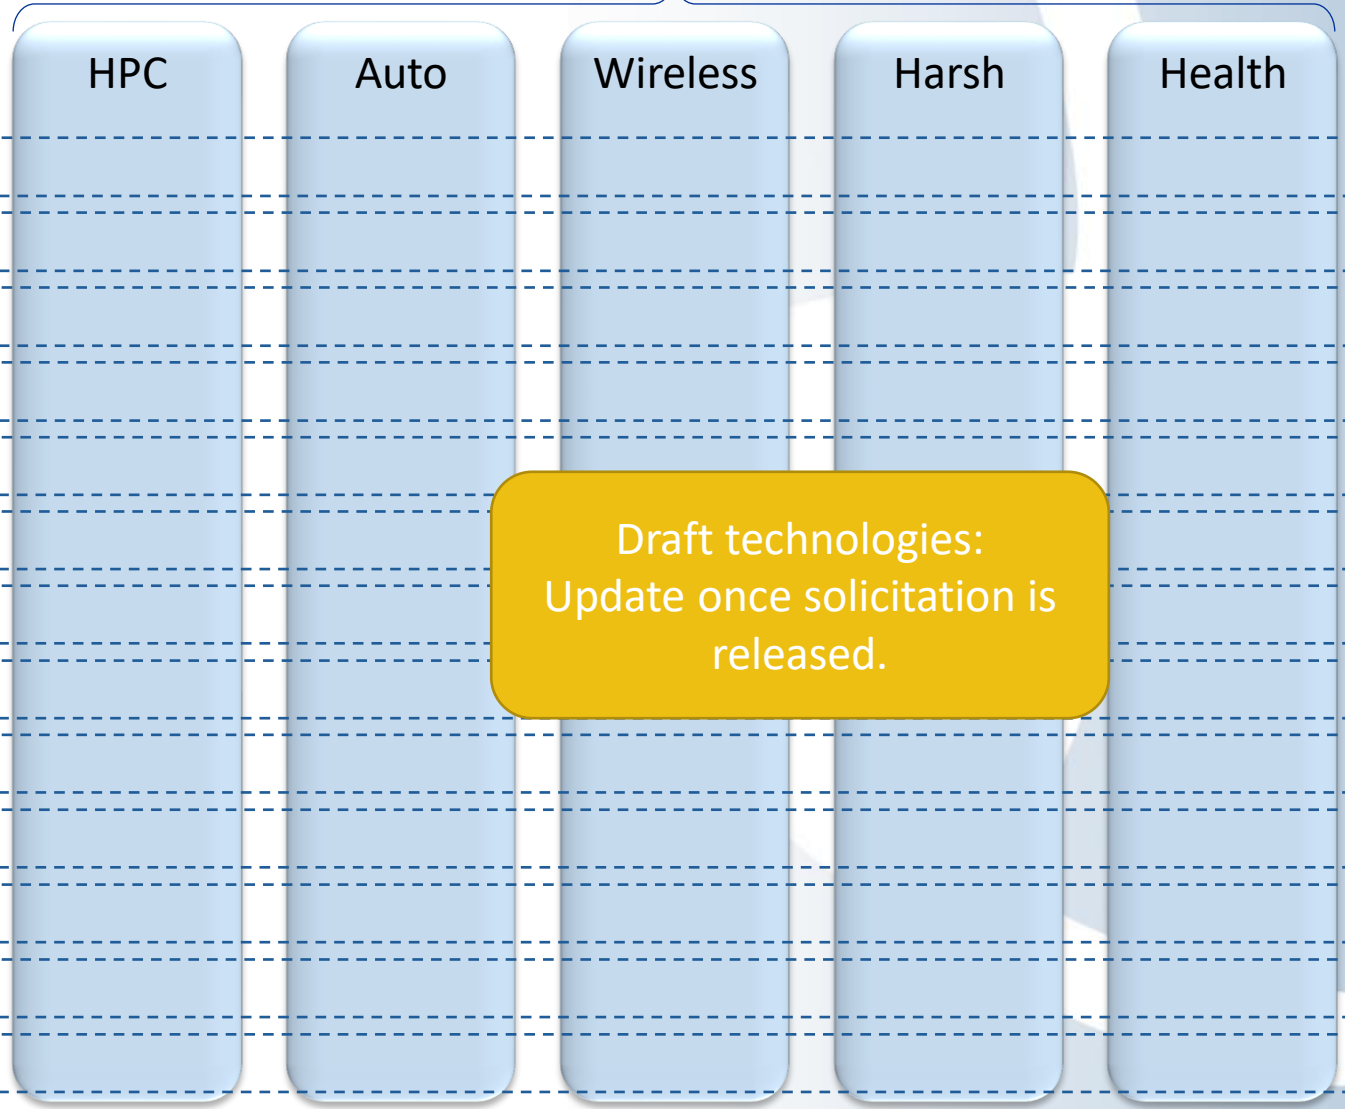 HPC Auto Wireless Harsh Health
Draft technologies:
Update once solicitation is
released.